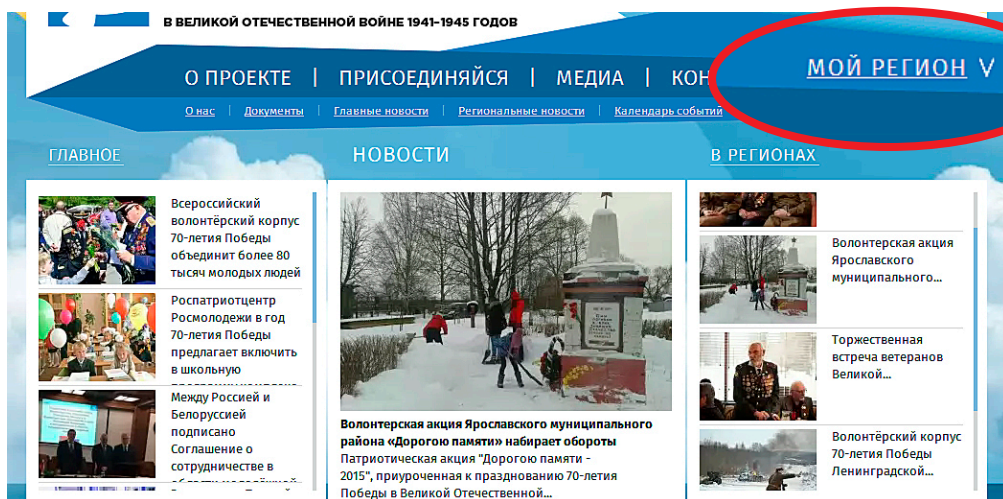 В ВЕЛИКОЙ ОТЕЧЕСТВЕННОЙ ВОЙНЕ 1941-1945 ГОДОВ
О ПРОЕКТЕ | ПРИСОЕДИНЯЙСЯ | МЕДИА | КОН
МОЙ РЕГИОН V
О нас | Документы | Главные новости | Региональные новости | Календарь событий
ГЛАВНОЕ
Всероссийский
волонтёрский корпус
70-летия Победы
объединит более 80
тысяч молодых людей
Роспатриотцентр
Росмолодежи в год
70-летия Победы
предлагает включить
в школьную
Между Россией и
Белоруссией
подписано
Соглашение о
сотрудничестве в
НОВОСТИ
Волонтерская акция Ярославского муниципального
района «Дорогою памяти» набирает обороты
Патриотическая акция "Дорогою памяти -
2015", приуроченная к празднованию 70-летия
Победы в Великой Отечественной...
В РЕГИОНАХ
Волонтерская акция
Ярославского
муниципального...
Торжественная
встреча ветеранов
Великой...
Волонтёрский корпус
70-летия Победы
Ленинградской...